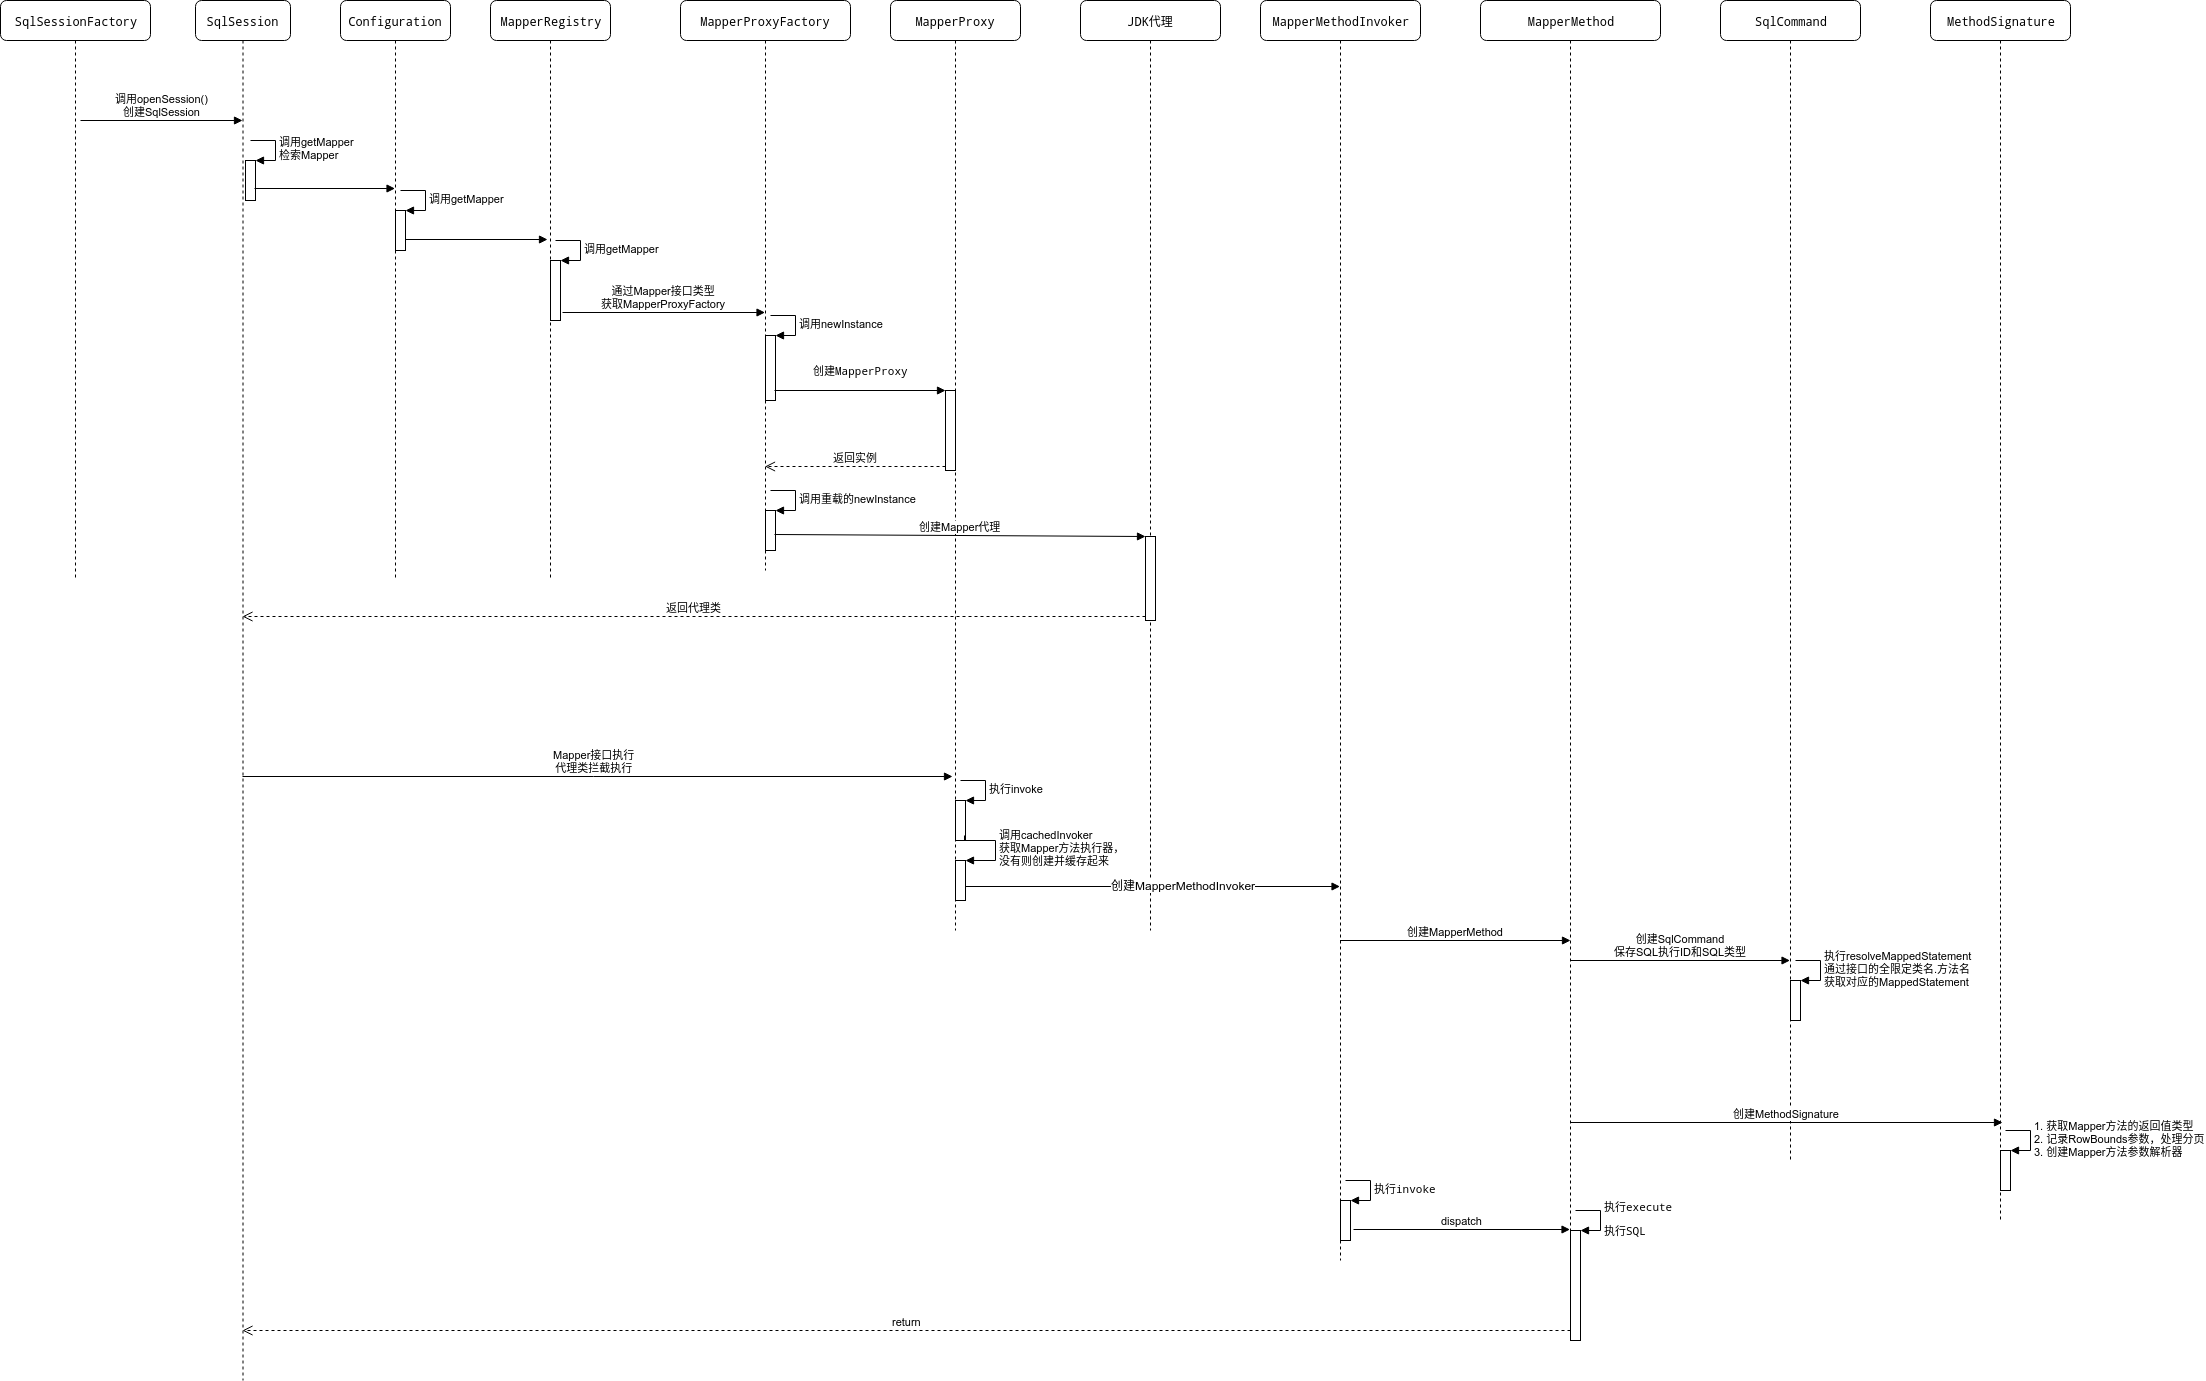 SqlSessionFactory
SqlSession
Configuration
MapperRegistry
MapperProxyFactory
MapperProxy
JDK代理
MapperMethodInvoker
MapperMethod
SqlCommand
MethodSignature
调用openSession()
创建SqlSession
调用getMapper
检索Mapper
调用getMapper
调用getMapper
通过Mapper接口类型
获取MapperProxyFactory
调用newInstance
创建MapperProxy
返回实例
调用重载的newInstance
创建Mapper代理
返回代理类
Mapper接口执行
代理类拦截执行
执行invoke
调用cachedInvoker
获取Mapper方法执行器，
没有则创建并缓存起来
创建MapperMethodInvoker
创建MapperMethod
创建SqlCommand
保存SQL执行ID和SQL类型
执行resolveMappedStatement
通过接口的全限定类名.方法名
获取对应的MappedStatement
创建MethodSignature
1. 获取Mapper方法的返回值类型
2. 记录RowBounds参数，处理分页
3. 创建Mapper方法参数解析器
执行invoke
dispatch
执行execute
执行SQL
return